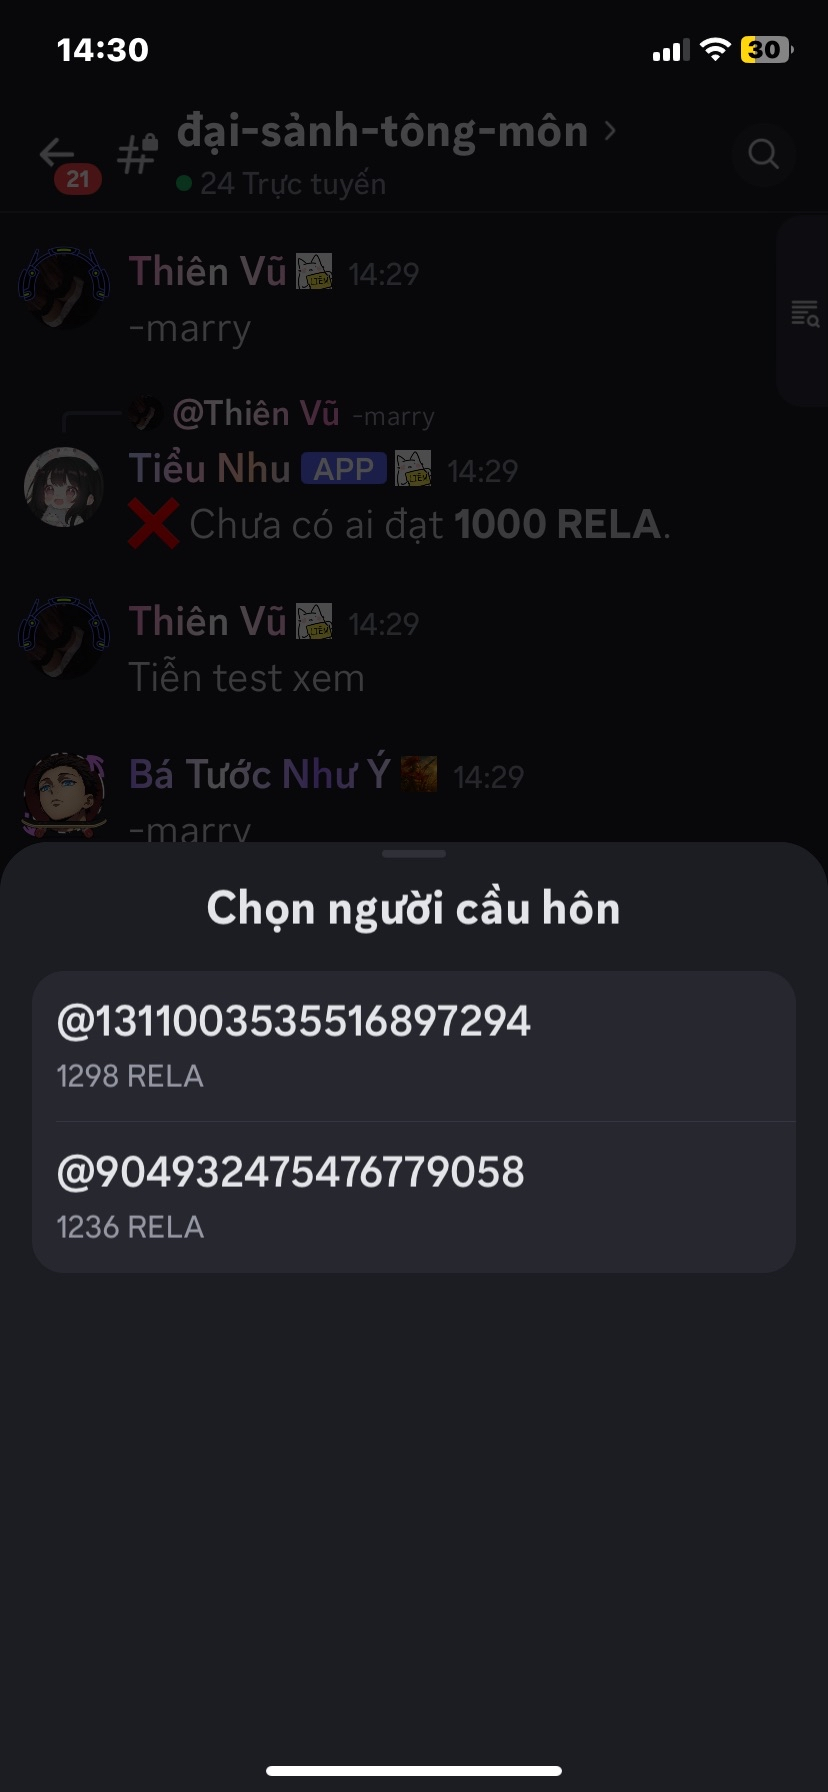 14:30
30
đại-sảnh-tông-môn
21
24 Trực tuyến
Thiên Vũ 14:29
-marry
@Thiên Vũ -marry
Tiểu Nhu APP 14:29
Chưa có ai đạt 1000 RELA.
Thiên Vũ 14:29
Tiễn test xem
Bá Tước Như Ý 14:29
-marry
Chọn người cầu hôn
@1311003535516897294
1298 RELA
@904932475476779058
1236 RELA